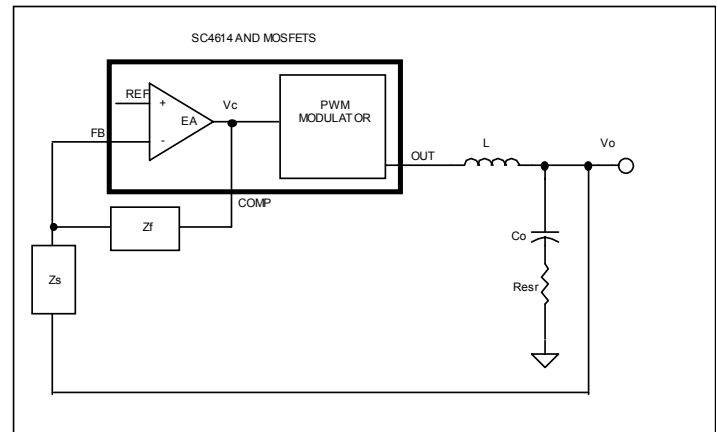 SC4614 AND MOSFETS
REF
+
EA
-
FB
Vc
PWM
MODULATOR
OUT
L
Vo
COMP
Zf
Zs
Co
Resr